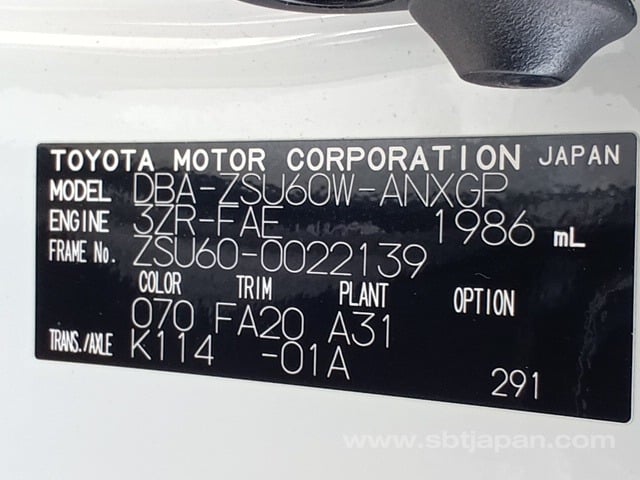 TOYOTA MOTOR CORPORATION JAPAN
MODEL DBA-ZSU60W-ANXGP
ENGINE 3ZR-FAE 1986 mL
FRAME No. ZSU60-0022139
COLOR TRIM PLANT OPTION
070 FA20 A31
TRANS./AXLE K114 -01A
291
www.sbtjapan.com